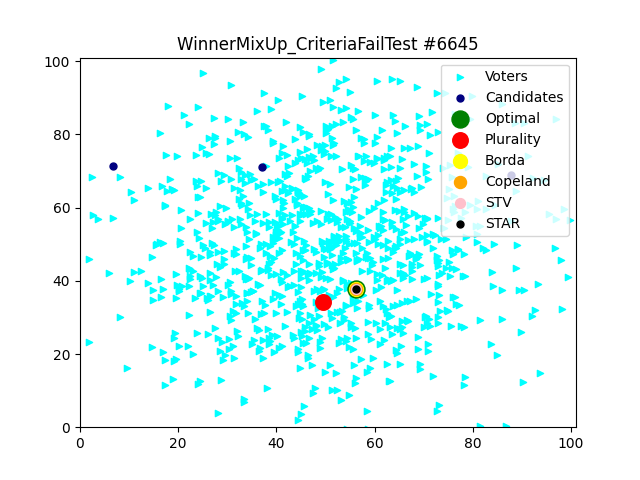 WinnerMixUp_CriteriaFailTest #6645
100
80
60
40
20
0
0
20
40
60
80
100
Voters
Candidates
Optimal
Plurality
Borda
Copeland
STV
STAR